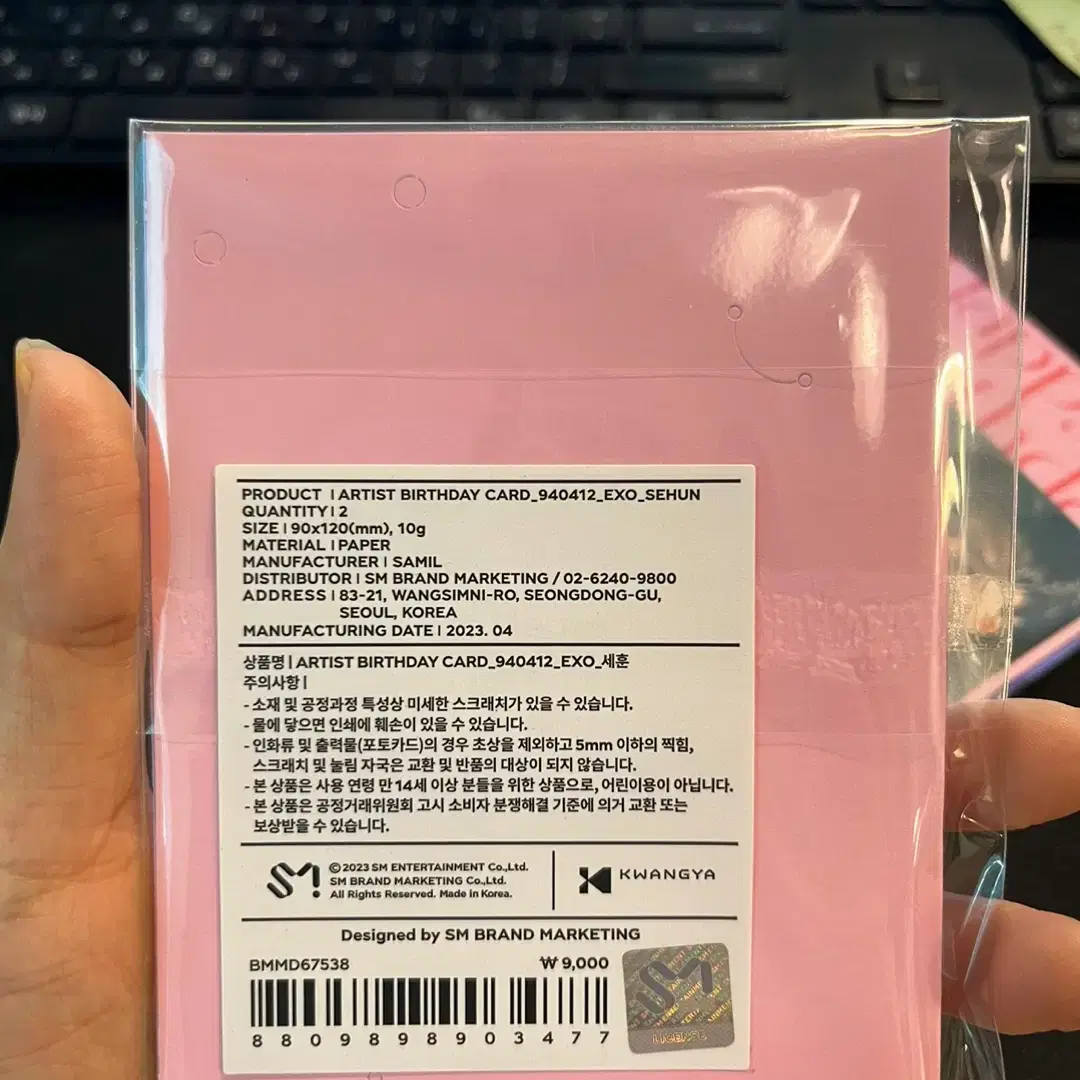 PRODUCT | ARTIST BIRTHDAY CARD_940412_EXO_SEHUN
QUANTITY | 2
SIZE | 90x120(mm), 10g
MATERIAL | PAPER
MANUFACTURER | SAMIL
DISTRIBUTOR | SM BRAND MARKETING / 02-6240-9800
ADDRESS | 83-21, WANGSIMNI-RO, SEONGDONG-GU,
SEOUL, KOREA
MANUFACTURING DATE | 2023. 04
상품명 | ARTIST BIRTHDAY CARD_940412_EXO_세훈
주의사항 |
- 소재 및 공정과정 특성상 미세한 스크래치가 있을 수 있습니다.
- 물에 닿으면 인쇄에 훼손이 있을 수 있습니다.
- 인화류 및 출력물(포토카드)의 경우 초상을 제외하고 5mm 이하의 찍힘,
스크래치 및 눌림 자국은 교환 및 반품의 대상이 되지 않습니다.
- 본 상품은 사용 연령 만 14세 이상 분들을 위한 상품으로, 어린이용이 아닙니다.
- 본 상품은 공정거래위원회 고시 소비자 분쟁해결 기준에 의거 교환 또는
보상받을 수 있습니다.
SM
©2023 SM ENTERTAINMENT Co.,Ltd.
SM BRAND MARKETING Co.,Ltd.
All Rights Reserved. Made in Korea.
KWANGYA
Designed by SM BRAND MARKETING
BMMD67538
₩ 9,000
8809898903477
SM
LICENSE